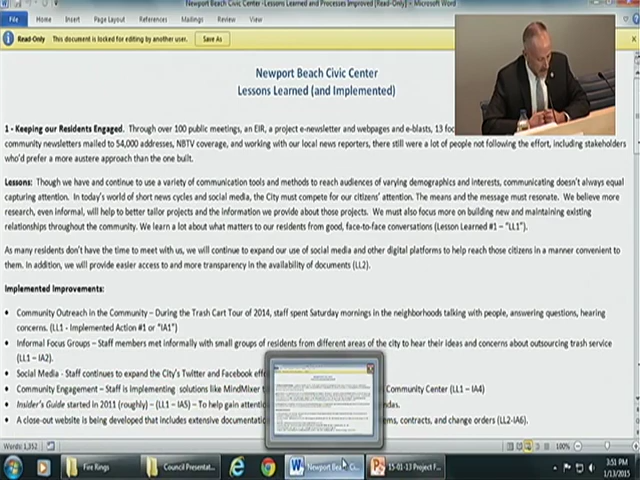 Newport Beach Civic Center -Lessons Learned and Processes Improved [Read-Only] - Microsoft Word
File Home Insert Page Layout References Mailings Review View
Read-Only This document is locked for editing by another user. Save As
Newport Beach Civic Center
Lessons Learned (and Implemented)
1 - Keeping our Residents Engaged. Through over 100 public meetings, an EIR, a project e-newsletter and webpages and e-blasts, 13
community newsletters mailed to 54,000 addresses, NBTV coverage, and working with our local news reporters, there still were a lot of people not following the effort, including stakeholders
who'd prefer a more austere approach than the one built.
Lessons: Though we have and continue to use a variety of communication tools and methods to reach audiences of varying demographics and interests, communicating doesn't always equal
capturing attention. In today's world of short news cycles and social media, the City must compete for our citizens' attention. The means and the message must resonate. We believe more
research, even informal, will help to better tailor projects and the information we provide about those projects. We must also focus more on building new and maintaining existing
relationships throughout the community. We learn a lot about what matters to our residents from good, face-to-face conversations (Lesson Learned #1 – "LL1").
As many residents don't have the time to meet with us, we will continue to expand our use of social media and other digital platforms to help reach those citizens in a manner convenient to
them. In addition, we will provide easier access to and more transparency in the availability of documents (LL2).
Implemented Improvements:
• Community Outreach in the Community – During the Trash Cart Tour of 2014, staff spent Saturday mornings in the neighborhoods talking with people, answering questions, hearing
concerns. (LL1 - Implemented Action #1 or "IA1")
• Informal Focus Groups – Staff members met informally with small groups of residents from different areas of the city to hear their ideas and concerns about outsourcing trash service
(LL1 – IA2).
• Social Media - Staff continues to expand the City's Twitter and Facebook
• Community Engagement – Staff is implementing solutions like MindMixer Community Center (LL1 – IA4)
• Insider's Guide started in 2011 (roughly) – (LL1 – IA5) – To help gain
• A close-out website is being developed that includes extensive contracts, and change orders (LL2-IA6).
Words: 1,352 100%
Fire Rings Council Presentat... Newport Ci... 15-01-13 Project F... 3:51 PM
1/13/2015